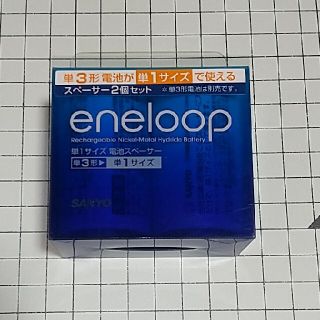 単3形電池が単1サイズで使える
スペーサー2個セット ※単3形電池は別売です。
eneloop
Rechargeable Nickel-Metal Hydride Battery
単1サイズ 電池スペーサー
単3形▶単1サイズ
SANYO